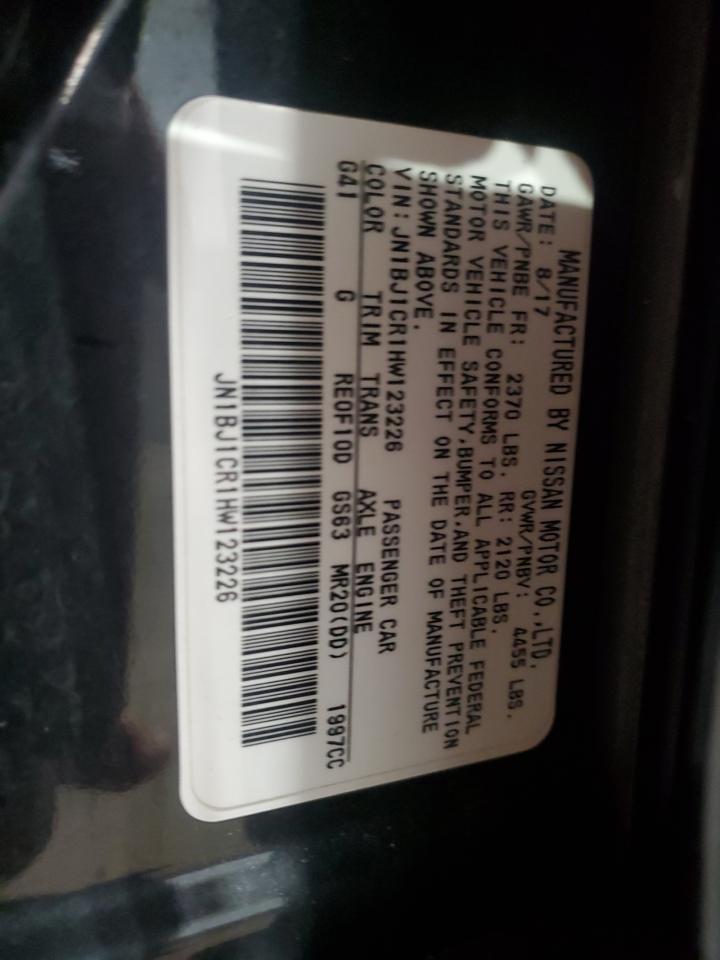 MANUFACTURED BY NISSAN MOTOR CO.,LTD.
DATE: 8/17 GVWR/PNBV: 4455 LBS.
GAWR/PNBE FR: 2370 LBS. RR: 2120 LBS.
THIS VEHICLE CONFORMS TO ALL APPLICABLE FEDERAL
MOTOR VEHICLE SAFETY,BUMPER,AND THEFT PREVENTION
STANDARDS IN EFFECT ON THE DATE OF MANUFACTURE
SHOWN ABOVE.
VIN: JN1BJ1CR1HW123226 PASSENGER CAR
COLOR TRIM TRANS AXLE ENGINE
G41 G RE0F10D GS63 MR20(DD) 1997CC
JN1BJ1CR1HW123226